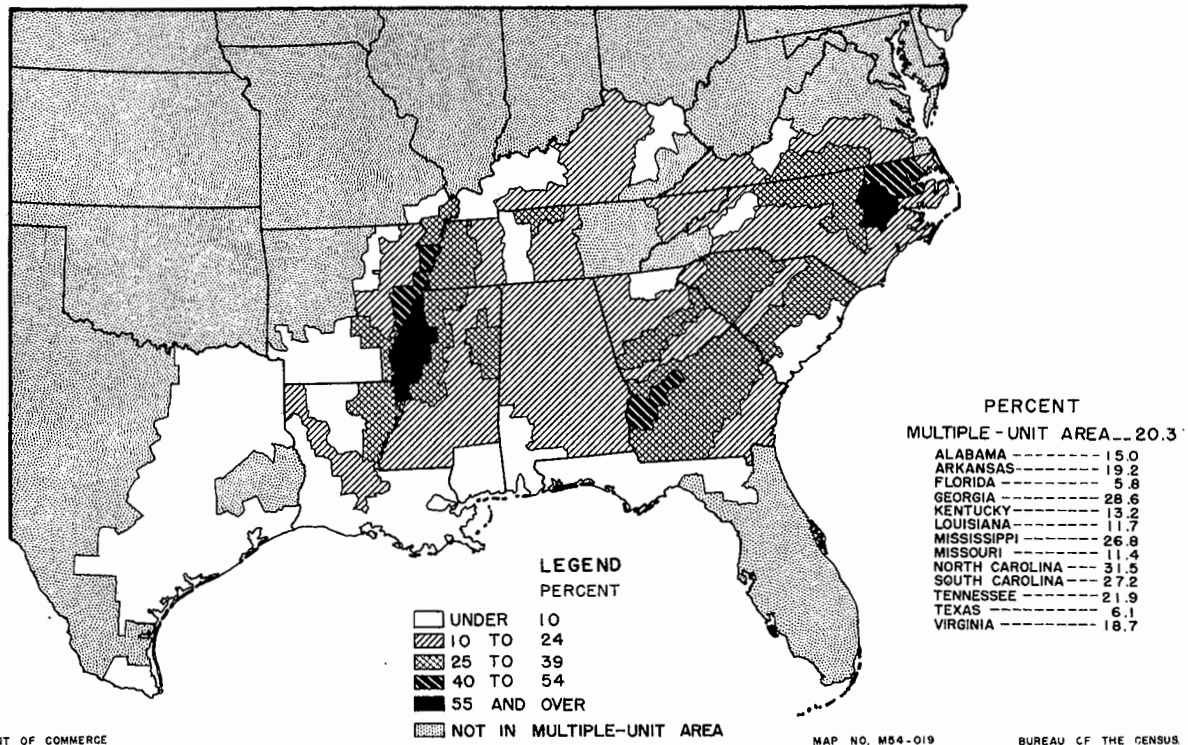 PERCENT
MULTIPLE-UNIT AREA__20.3
ALABAMA --------- 15.0
ARKANSAS-------- 19.2
FLORIDA --------- 5.8
GEORGIA --------- 28.6
KENTUCKY-------- 13.2
LOUISIANA-------- 11.7
MISSISSIPPI ------- 26.8
MISSOURI --------- 11.4
NORTH CAROLINA --- 31.5
SOUTH CAROLINA --- 27.2
TENNESSEE ------- 21.9
TEXAS ----------- 6.1
VIRGINIA --------- 18.7
LEGEND
PERCENT
UNDER 10
10 TO 24
25 TO 39
40 TO 54
55 AND OVER
NOT IN MULTIPLE-UNIT AREA
NT OF COMMERCE
MAP NO. M54-019
BUREAU OF THE CENSUS